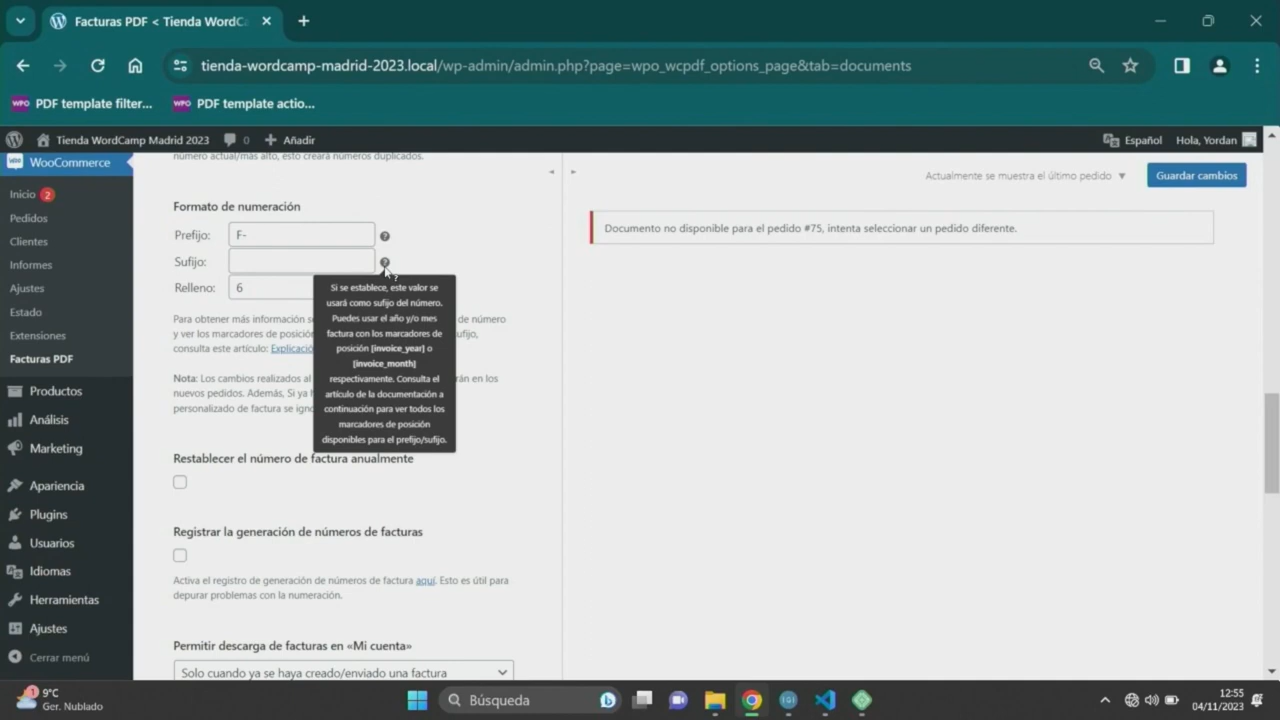 Facturas PDF < Tienda WordC
tienda-wordcamp-madrid-2023.local/wp-admin/admin.php?page=wpo_wcpdf_options_page&tab=documents
WPO PDF template filter...
WPO PDF template actio...
Tienda WordCamp Madrid 2023
0
Añadir
Español
Hola, Yordan
WooCommerce
Inicio 2
Pedidos
Clientes
Informes
Ajustes
Estado
Extensiones
Facturas PDF
Productos
Análisis
Marketing
Apariencia
Plugins
Usuarios
Idiomas
Herramientas
Ajustes
Cerrar menú
número actual/más alto, esto creará números duplicados.
Formato de numeración
Prefijo: F-
Sufijo:
Relleno: 6
Para obtener más información s de número
y ver los marcadores de posició ufijo,
consulta este artículo: Explicació
Nota: Los cambios realizados al rán en los
nuevos pedidos. Además, Si ya h
personalizado de factura se igno
Si se establece, este valor se
usará como sufijo del número.
Puedes usar el año y/o mes
factura con los marcadores de
posición [invoice_year] o
[invoice_month]
respectivamente. Consulta el
artículo de la documentación a
continuación para ver todos los
marcadores de posición
disponibles para el prefijo/sufijo.
Restablecer el número de factura anualmente
Registrar la generación de números de facturas
Activa el registro de generación de números de factura aquí. Esto es útil para
depurar problemas con la numeración.
Permitir descarga de facturas en «Mi cuenta»
Solo cuando ya se haya creado/enviado una factura
Actualmente se muestra el último pedido
Guardar cambios
Documento no disponible para el pedido #75, intenta seleccionar un pedido diferente.
1
9°C
Ger. Nublado
Búsqueda
12:55
04/11/2023